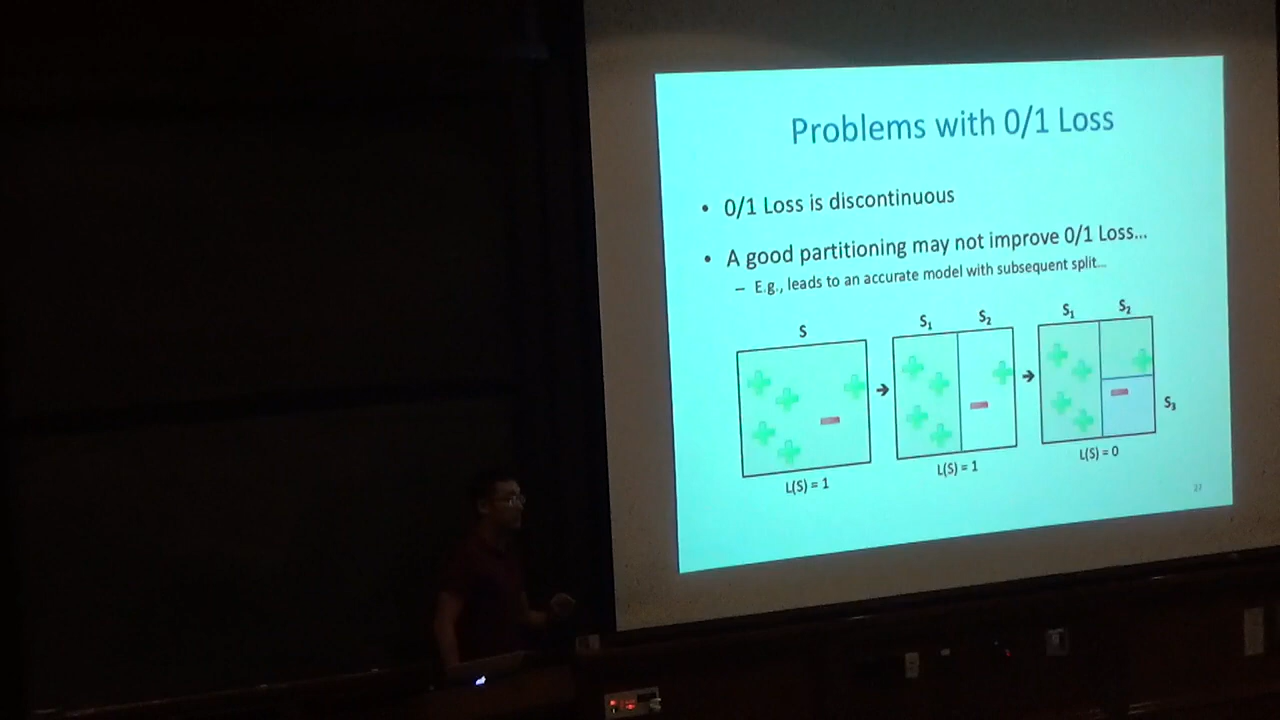 Problems with 0/1 Loss
• 0/1 Loss is discontinuous
• A good partitioning may not improve 0/1 Loss...
– E.g., leads to an accurate model with subsequent split...
S
S1 S2
S1 S2
S3
L(S) = 1
L(S) = 1
L(S) = 0
27